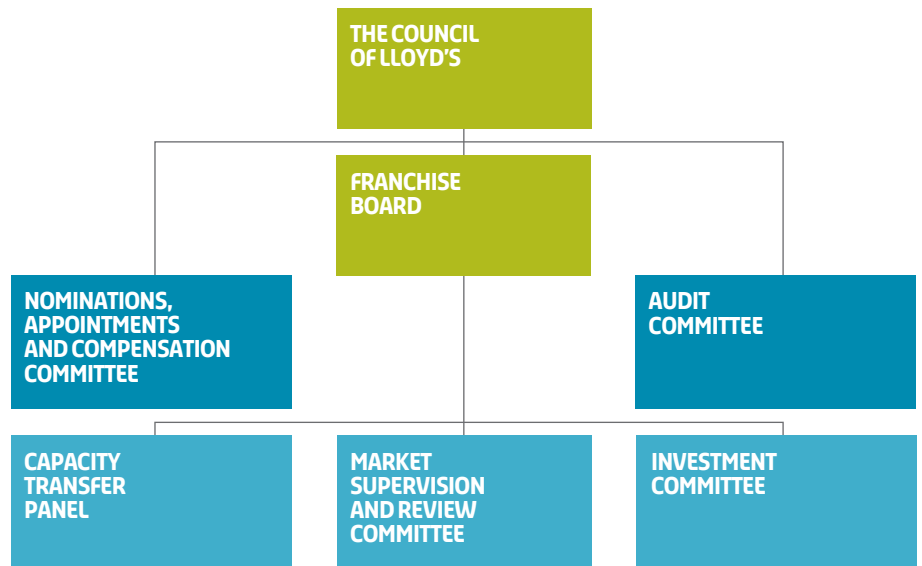 THE COUNCIL
OF LLOYD'S
FRANCHISE
BOARD
NOMINATIONS,
APPOINTMENTS
AND COMPENSATION
COMMITTEE
AUDIT
COMMITTEE
CAPACITY
TRANSFER
PANEL
MARKET
SUPERVISION
AND REVIEW
COMMITTEE
INVESTMENT
COMMITTEE